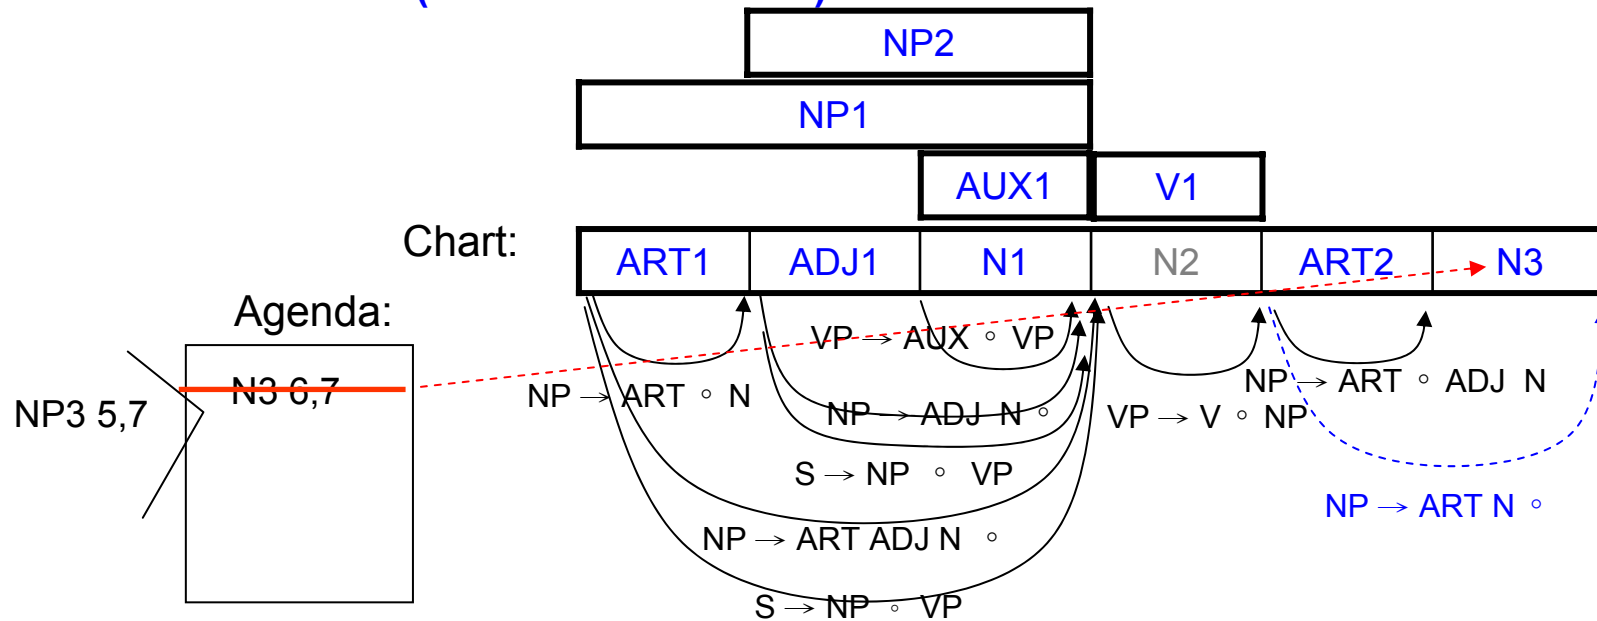 NP2
NP1
AUX1 V1
Chart:
ART1 ADJ1 N1 N2 ART2 N3
Agenda:
N3 6,7
NP3 5,7
VP → AUX ° VP
NP → ART ° N
NP → ADJ N °
NP → ART ° ADJ N
VP → V ° NP
S → NP ° VP
NP → ART N °
NP → ART ADJ N °
S → NP ° VP